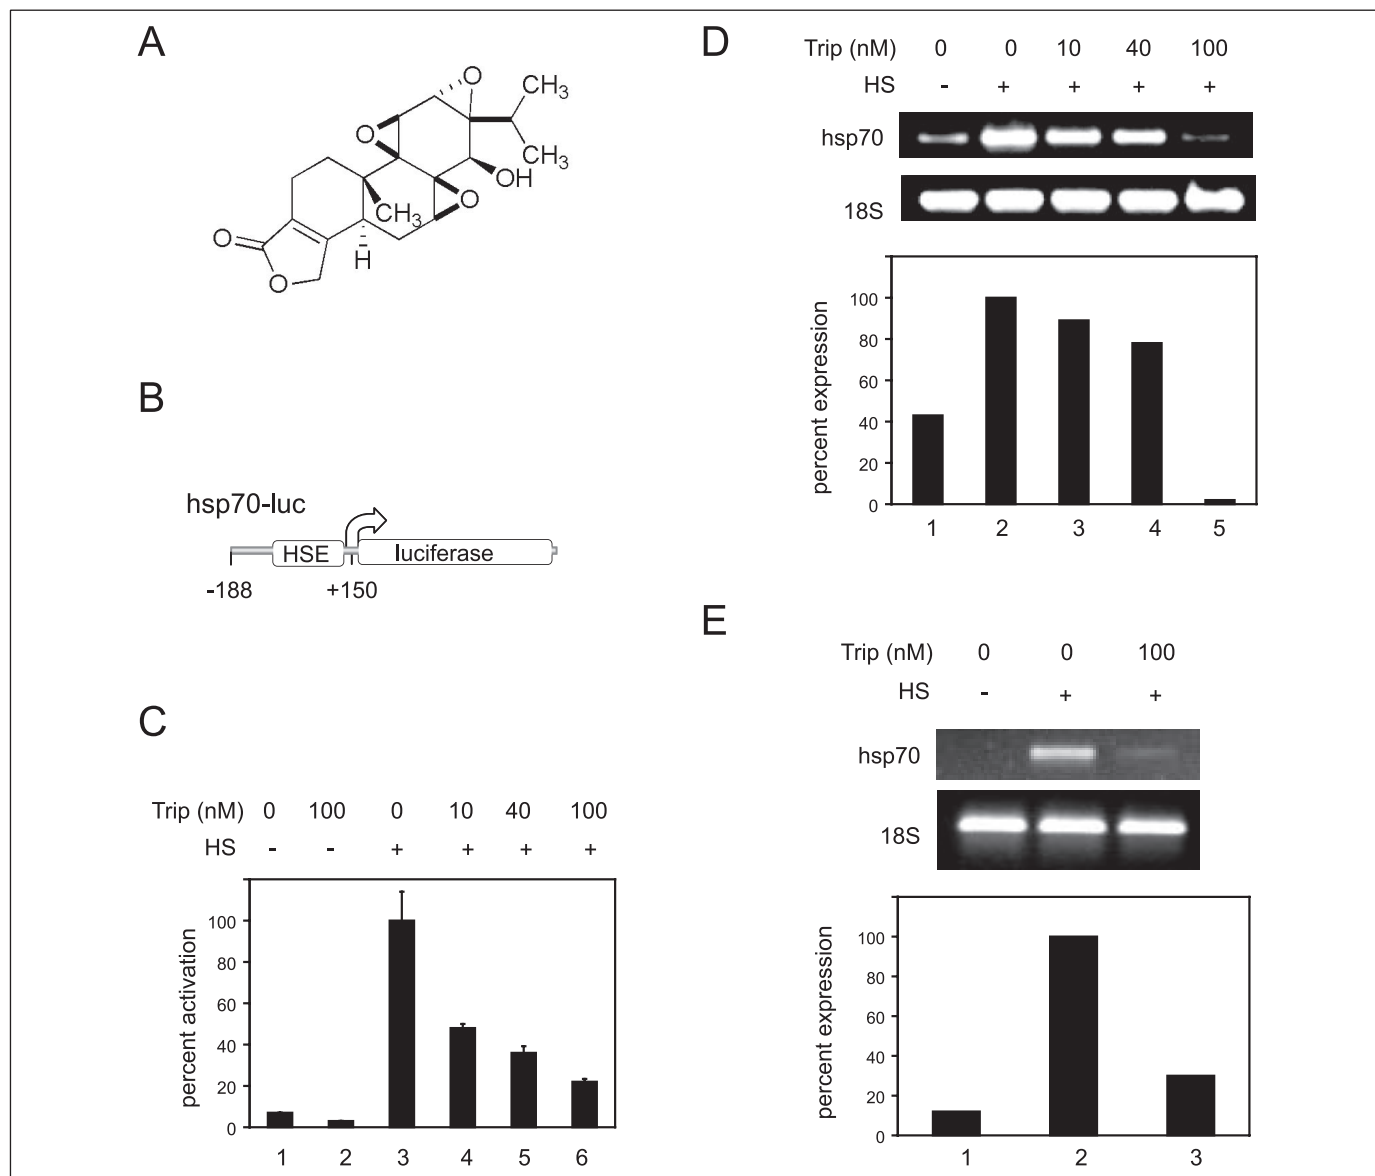 A
O
CH3
O
CH3
OH
O
CH3
O
H
O
B
hsp70-luc
HSE
luciferase
-188
+150
C
Trip (nM) 0 100 0 10 40 100
HS - - + + + +
percent activation
100
80
60
40
20
0
1 2 3 4 5 6
D
Trip (nM) 0 0 10 40 100
HS - + + + +
hsp70
18S
percent expression
100
80
60
40
20
0
1 2 3 4 5
E
Trip (nM) 0 0 100
HS - + +
hsp70
18S
percent expression
100
80
60
40
20
0
1 2 3